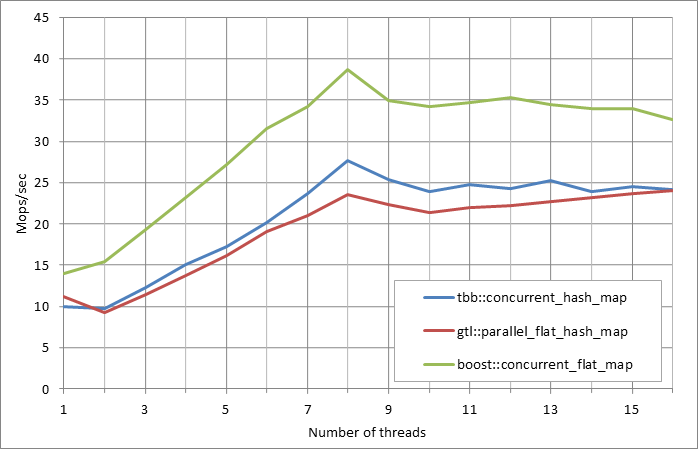 45
40
35
30
25
20
15
10
5
0
Mops/sec
tbb::concurrent_hash_map
gtl::parallel_flat_hash_map
boost::concurrent_flat_map
1 3 5 7 9 11 13 15
Number of threads